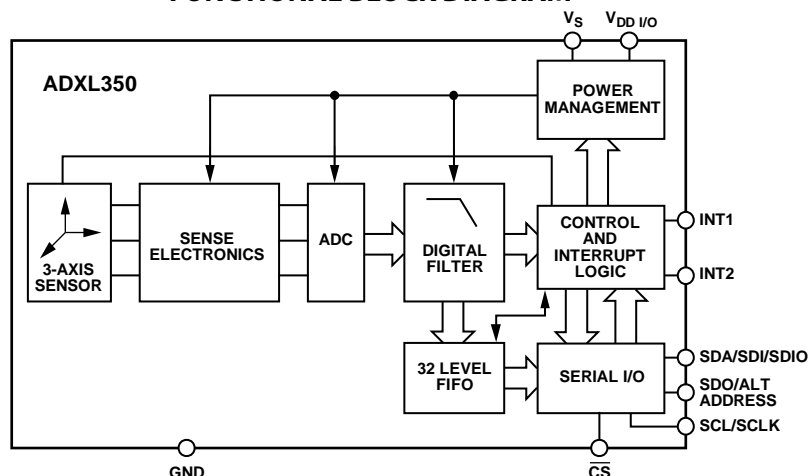 FUNCTIONAL BLOCK DIAGRAM
VS
VDD I/O
ADXL350
POWER
MANAGEMENT
3-AXIS
SENSOR
SENSE
ELECTRONICS
ADC
DIGITAL
FILTER
CONTROL
AND
INTERRUPT
LOGIC
INT1
INT2
32 LEVEL
FIFO
SERIAL I/O
SDA/SDI/SDIO
SDO/ALT
ADDRESS
SCL/SCLK
GND
CS